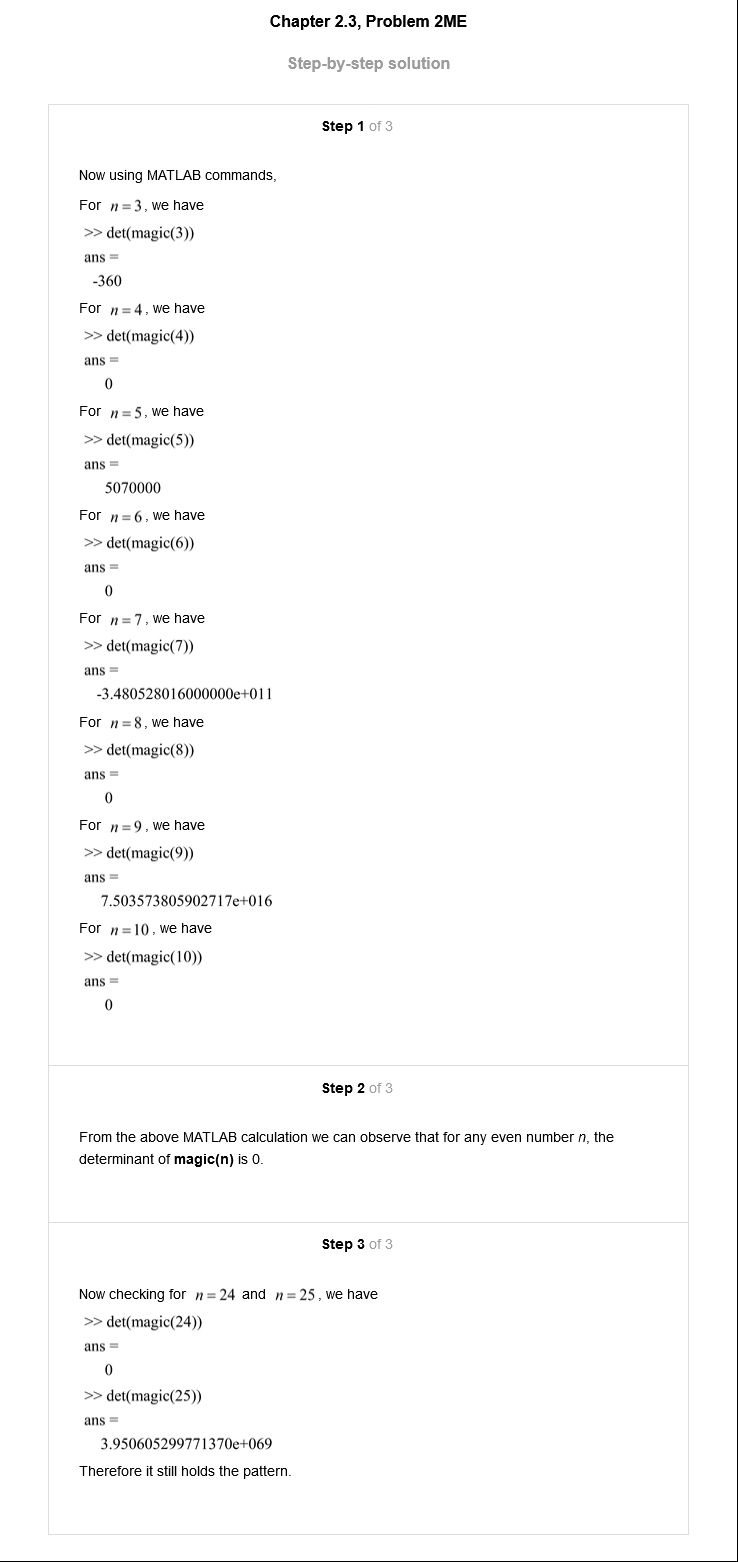 Chapter 2.3, Problem 2ME
Step-by-step solution
Step 1 of 3
Now using MATLAB commands,
For n = 3, we have
>> det(magic(3))
ans =
-360
For n = 4, we have
>> det(magic(4))
ans =
0
For n = 5, we have
>> det(magic(5))
ans =
5070000
For n = 6, we have
>> det(magic(6))
ans =
0
For n = 7, we have
>> det(magic(7))
ans =
-3.480528016000000e+011
For n = 8, we have
>> det(magic(8))
ans =
0
For n = 9, we have
>> det(magic(9))
ans =
7.503573805902717e+016
For n = 10, we have
>> det(magic(10))
ans =
0
Step 2 of 3
From the above MATLAB calculation we can observe that for any even number n, the
determinant of magic(n) is 0.
Step 3 of 3
Now checking for n = 24 and n = 25, we have
>> det(magic(24))
ans =
0
>> det(magic(25))
ans =
3.950605299771370e+069
Therefore it still holds the pattern.